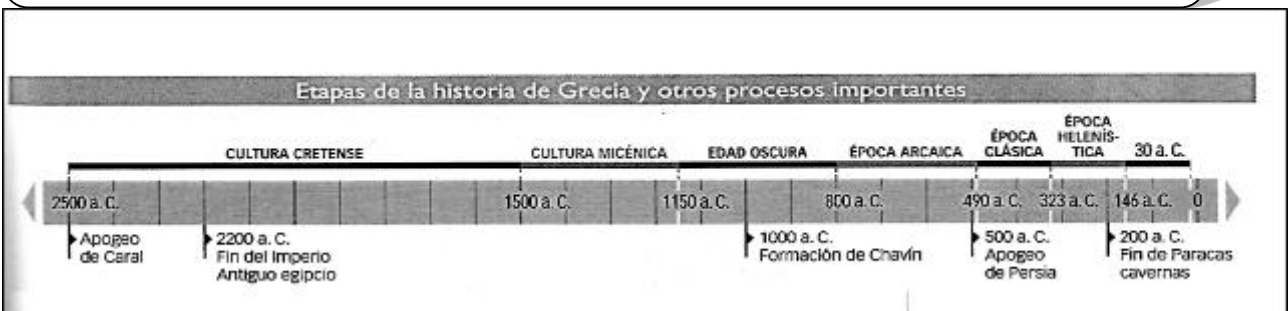 Etapas de la historia de Grecia y otros procesos importantes
CULTURA CRETENSE
CULTURA MICÉNICA
EDAD OSCURA
ÉPOCA ARCAICA
ÉPOCA
CLÁSICA
ÉPOCA
HELENÍS-
TICA
30 a. C.
2500 a. C.
1500 a. C.
1150 a. C.
800 a. C.
490 a. C.
323 a. C.
146 a. C.
0
Apogeo
de Caral
2200 a. C.
Fin del Imperio
Antiguo egipcio
1000 a. C.
Formación de Chavín
500 a. C.
Apogeo
de Persia
200 a. C.
Fin de Paracas
cavernas